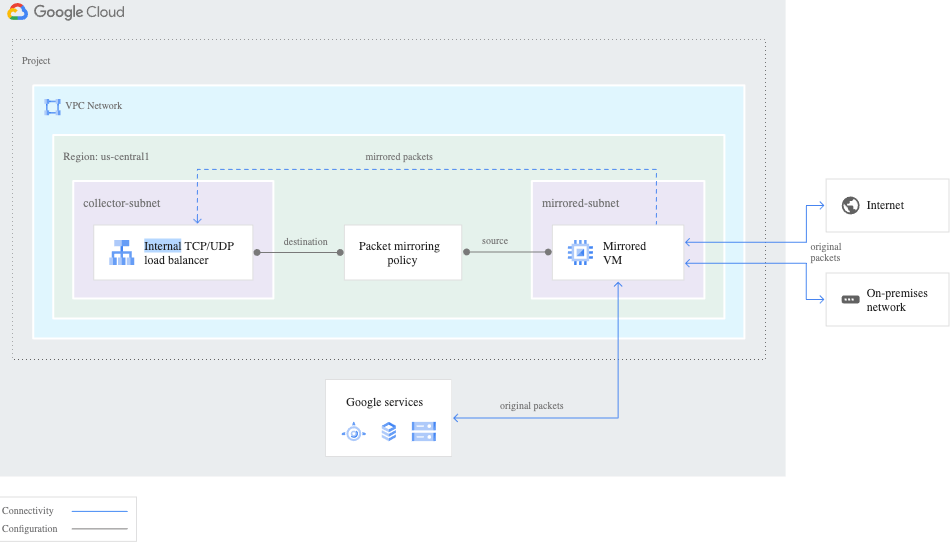 Google Cloud
Project
VPC Network
Region: us-central1
mirrored packets
collector-subnet
mirrored-subnet
Internal TCP/UDP
load balancer
destination
Packet mirroring
policy
source
Mirrored
VM
Internet
original
packets
On-premises
network
Google services
original packets
Connectivity
Configuration